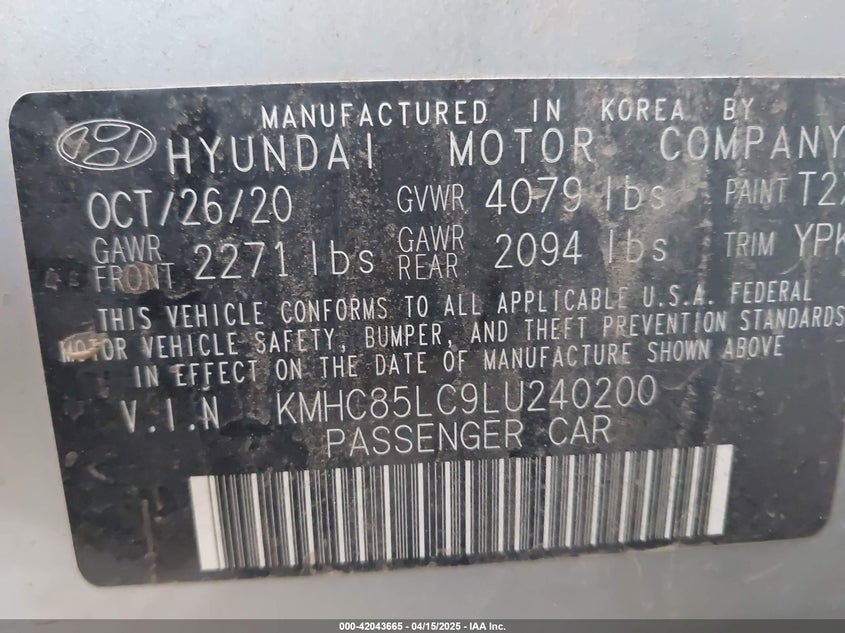 MANUFACTURED IN KOREA BY
HYUNDAI MOTOR COMPANY
OCT/26/20 GVWR 4079 lbs PAINT T2X
GAWR FRONT 2271 lbs GAWR REAR 2094 lbs TRIM YPK
THIS VEHICLE CONFORMS TO ALL APPLICABLE U.S.A. FEDERAL
MOTOR VEHICLE SAFETY, BUMPER, AND THEFT PREVENTION STANDARDS
IN EFFECT ON THE DATE OF MANUFACTURE SHOWN ABOVE
V.I.N KMHC85LC9LU240200
PASSENGER CAR
000-42043665 - 04/15/2025 - IAA Inc.